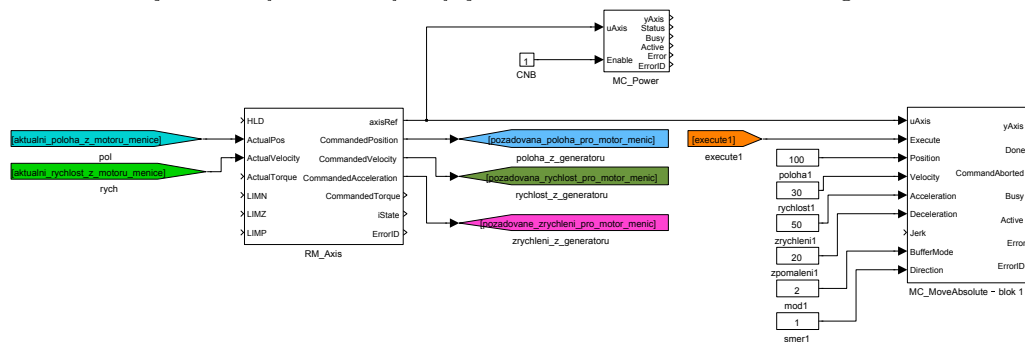 yAxis
Status
Busy
Active
Error
ErrorID
uAxis
Enable
MC_Power
1
CNB
HLD
ActualPos
ActualVelocity
ActualTorque
LIMN
LIMZ
LIMP
axisRef
CommandedPosition
CommandedVelocity
CommandedAcceleration
CommandedTorque
iState
ErrorID
RM_Axis
[aktualni_poloha_z_motoru_menice]
pol
[aktualni_rychlost_z_motoru_menice]
rych
[pozadovana_poloha_pro_motor_menic]
poloha_z_generatoru
[pozadovana_rychlost_pro_motor_menic]
rychlost_z_generatoru
[pozadovane_zrychleni_pro_motor_menic]
zrychleni_z_generatoru
[execute1]
execute1
100
poloha1
30
rychlost1
50
zrychleni1
20
zpomaleni1
2
mod1
1
smer1
uAxis
Execute
Position
Velocity
Acceleration
Deceleration
Jerk
BufferMode
Direction
yAxis
Done
CommandAborted
Busy
Active
Error
ErrorID
MC_MoveAbsolute - blok 1